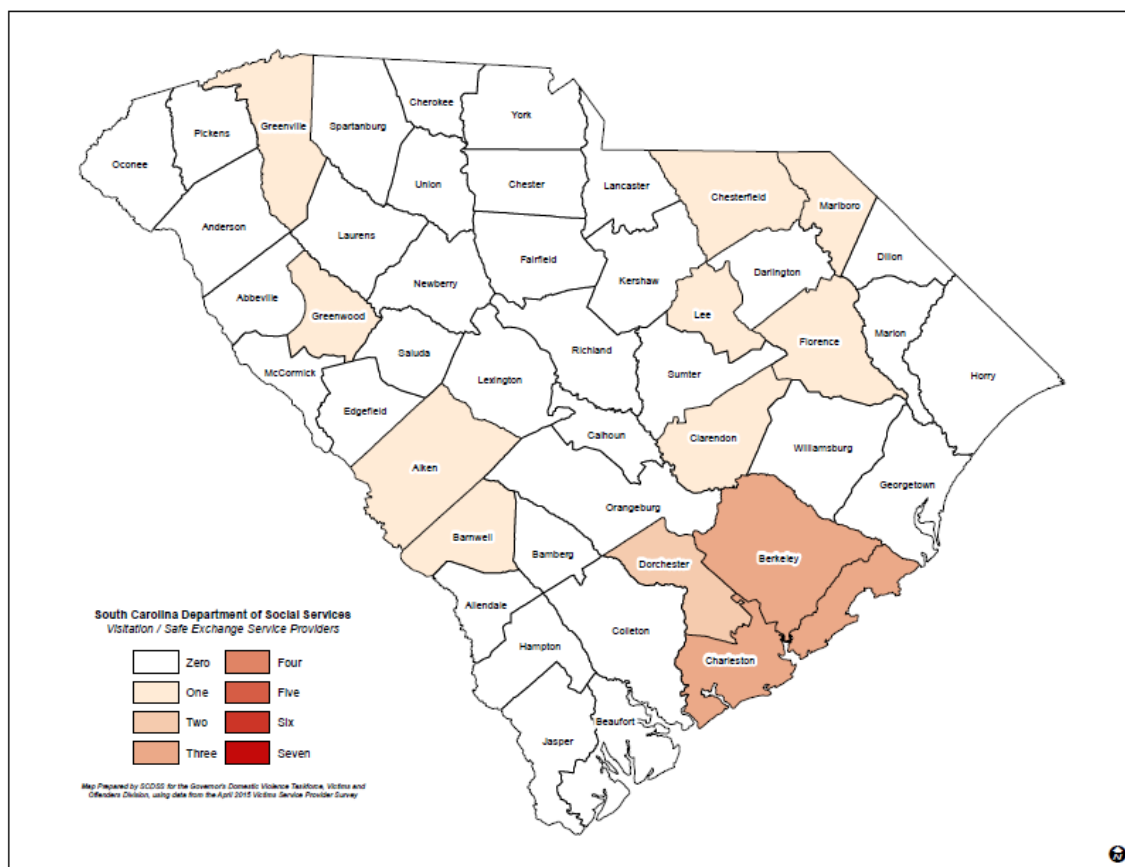 Cherokee
York
Spartanburg
Greenville
Pickens
Oconee
Union
Chester
Lancaster
Chesterfield
Marlboro
Anderson
Laurens
Fairfield
Dillon
Darlington
Kershaw
Newberry
Abbeville
Greenwood
Lee
Marion
Florence
Richland
Saluda
McCormick
Sumter
Horry
Lexington
Edgefield
Calhoun
Clarendon
Williamsburg
Aiken
Georgetown
Orangeburg
Barnwell
Bamberg
Dorchester
Berkeley
Allendale
Colleton
Hampton
Charleston
Beaufort
Jasper
South Carolina Department of Social Services
Visitation / Safe Exchange Service Providers
Zero
Four
One
Five
Two
Six
Three
Seven
Map Prepared by SCDSS for the Governor's Domestic Violence Taskforce, Victims and
Offenders Division, using data from the April 2015 Victims Service Provider Survey